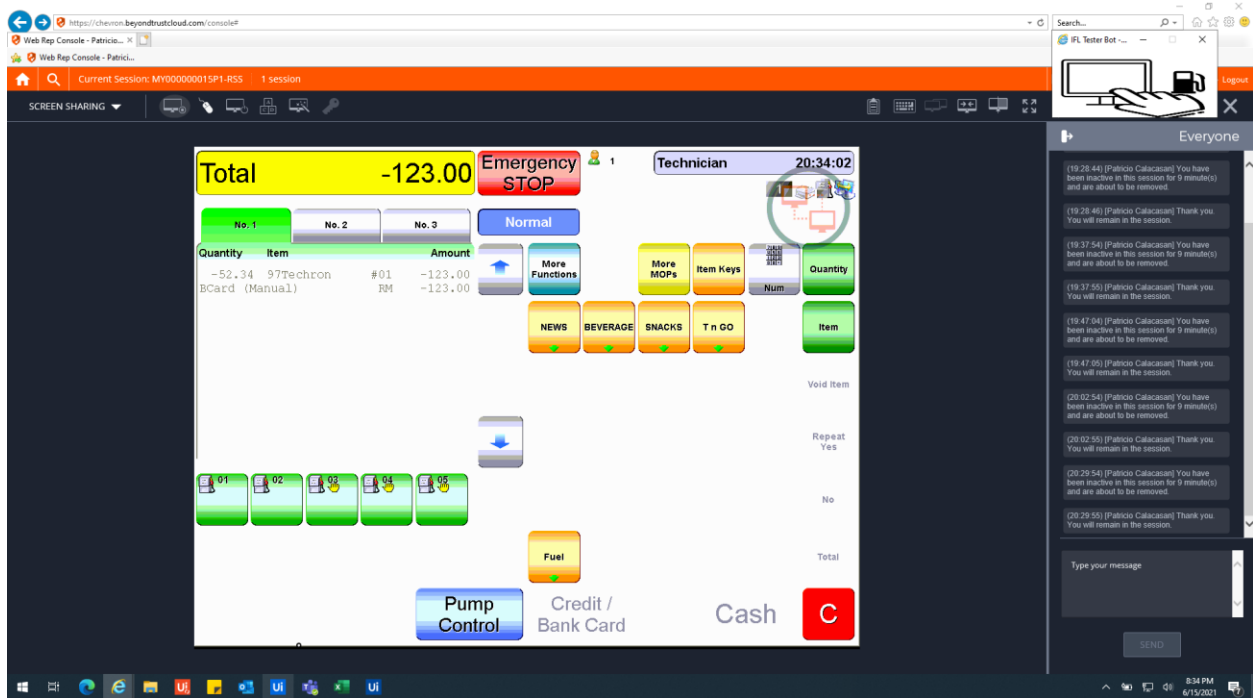 https://chevron.beyondtrustcloud.com/console#
Search...
Web Rep Console - Patricio...
IFL Tester Bot -...
Web Rep Console - Patrici...
Current Session: MY000000015P1-RSS
1 session
Logout
SCREEN SHARING
Everyone
Total -123.00
Emergency
STOP
1
Technician 20:34:02
1
No. 1
No. 2
No. 3
Normal
Quantity Item Amount
-52.34 97Techron #01 -123.00
BCard (Manual) RM -123.00
More
Functions
More
MOPs
Item Keys
Num
Quantity
NEWS
BEVERAGE
SNACKS
T n GO
Item
Void Item
Repeat
Yes
01
02
03
04
05
No
Fuel
Total
Pump
Control
Credit /
Bank Card
Cash
C
(19:28:44) [Patricio Calacasan] You have
been inactive in this session for 9 minute(s)
and are about to be removed.
(19:28:46) [Patricio Calacasan] Thank you.
You will remain in the session.
(19:37:54) [Patricio Calacasan] You have
been inactive in this session for 9 minute(s)
and are about to be removed.
(19:37:55) [Patricio Calacasan] Thank you.
You will remain in the session.
(19:47:04) [Patricio Calacasan] You have
been inactive in this session for 9 minute(s)
and are about to be removed.
(19:47:05) [Patricio Calacasan] Thank you.
You will remain in the session.
(20:02:54) [Patricio Calacasan] You have
been inactive in this session for 9 minute(s)
and are about to be removed.
(20:02:55) [Patricio Calacasan] Thank you.
You will remain in the session.
(20:29:54) [Patricio Calacasan] You have
been inactive in this session for 9 minute(s)
and are about to be removed.
(20:29:55) [Patricio Calacasan] Thank you.
You will remain in the session.
Type your message
SEND
8:34 PM
6/15/2021